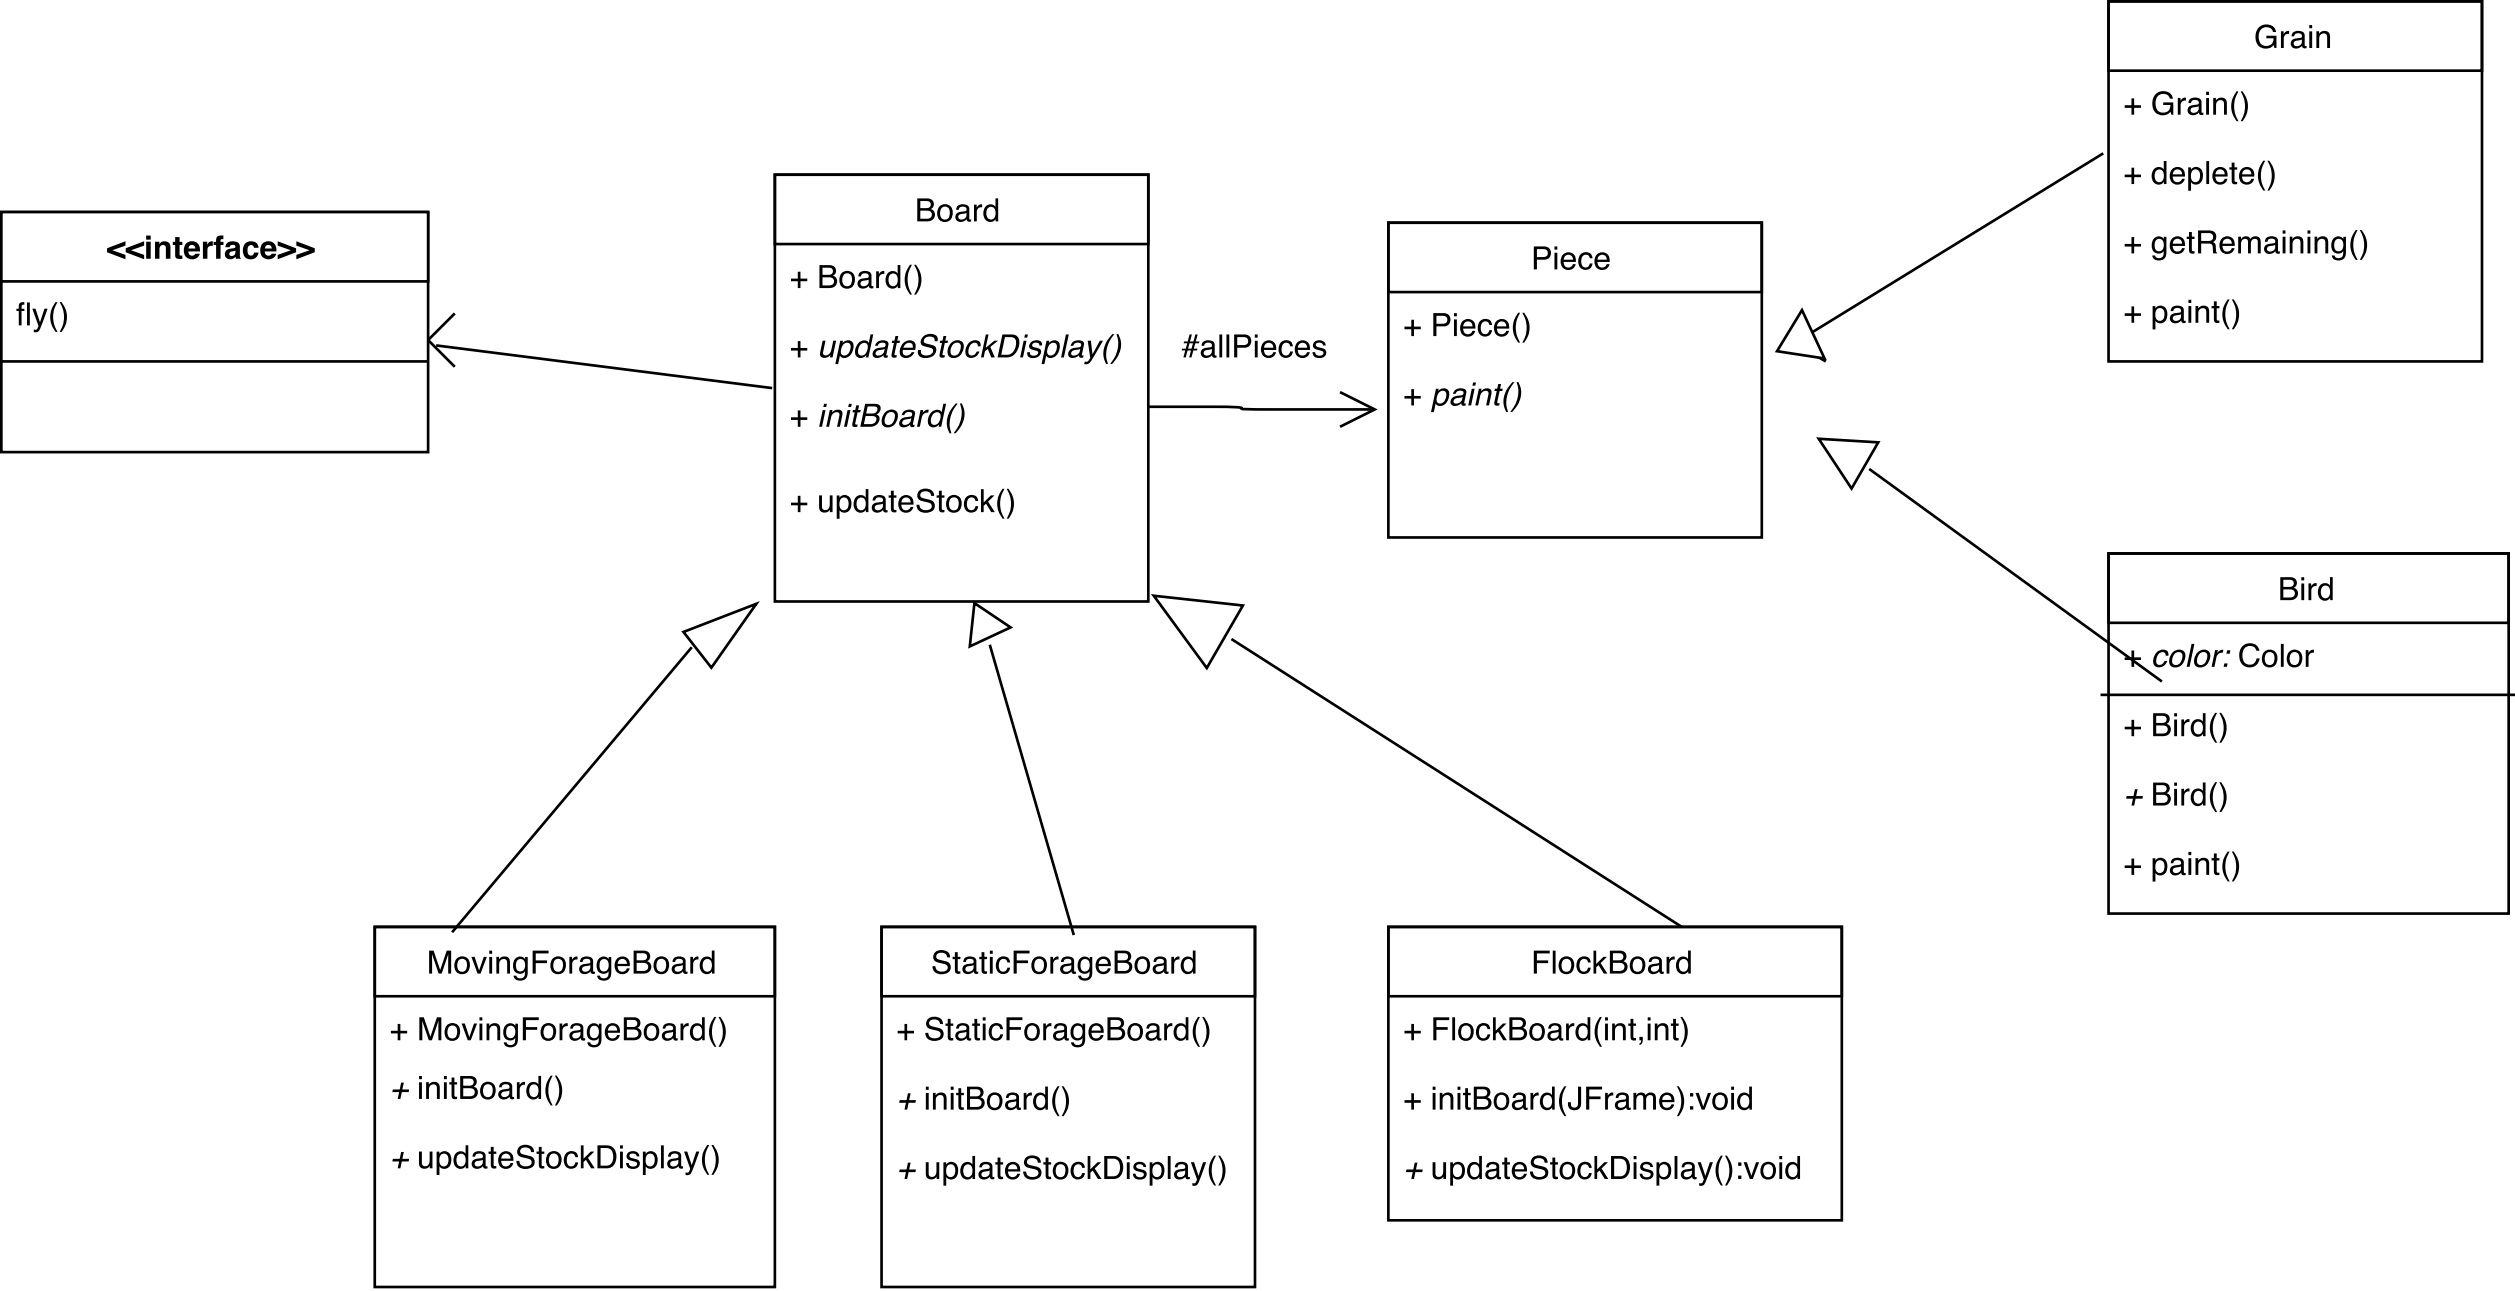 <<interface>>
fly()
Board
+ Board()
+ updateStockDisplay()
+ initBoard()
+ updateStock()
#allPieces
Piece
+ Piece()
+ paint()
Grain
+ Grain()
+ deplete()
+ getRemaining()
+ paint()
Bird
+ color: Color
+ Bird()
+ Bird()
+ paint()
MovingForageBoard
+ MovingForageBoard()
+ initBoard()
+ updateStockDisplay()
StaticForageBoard
+ StaticForageBoard()
+ initBoard()
+ updateStockDisplay()
FlockBoard
+ FlockBoard(int,int)
+ initBoard(JFrame):void
+ updateStockDisplay():void